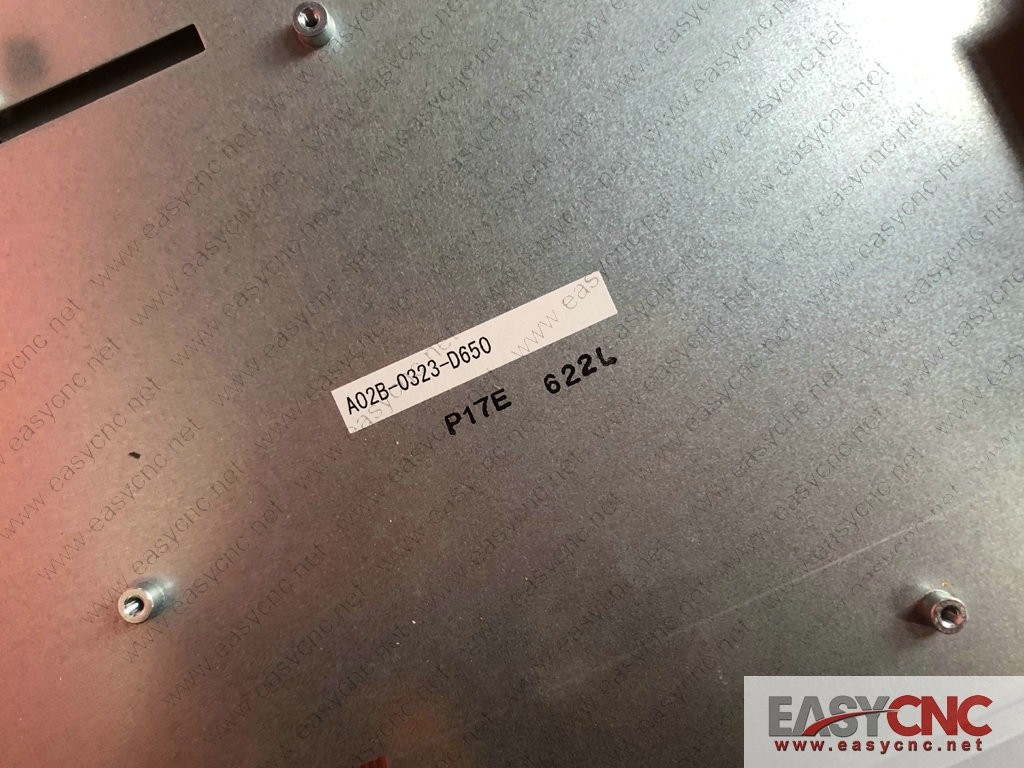 A02B-0323-D650
P17E 622L
EASYCNC
www.easycnc.net